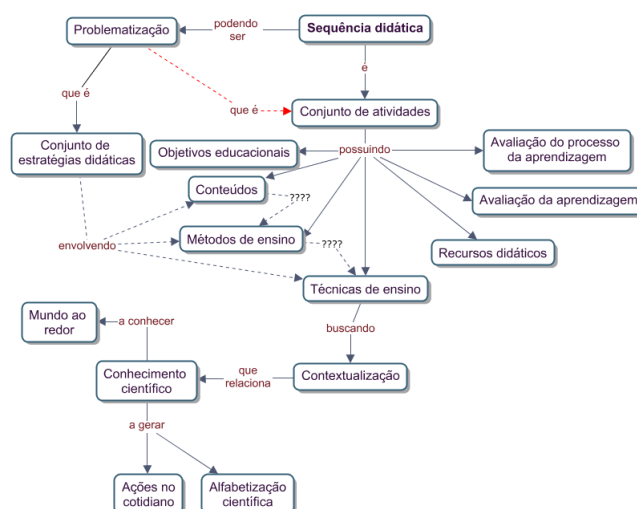 Problematização
podendo
ser
Sequência didática
é
que é
que é
Conjunto de atividades
Conjunto de
estratégias didáticas
Objetivos educacionais
possuindo
Avaliação do processo
da aprendizagem
Conteúdos
????
Avaliação da aprendizagem
envolvendo
Métodos de ensino
????
Recursos didáticos
Técnicas de ensino
Mundo ao
redor
a conhecer
buscando
Conhecimento
científico
que
relaciona
Contextualização
a gerar
Ações no
cotidiano
Alfabetização
científica